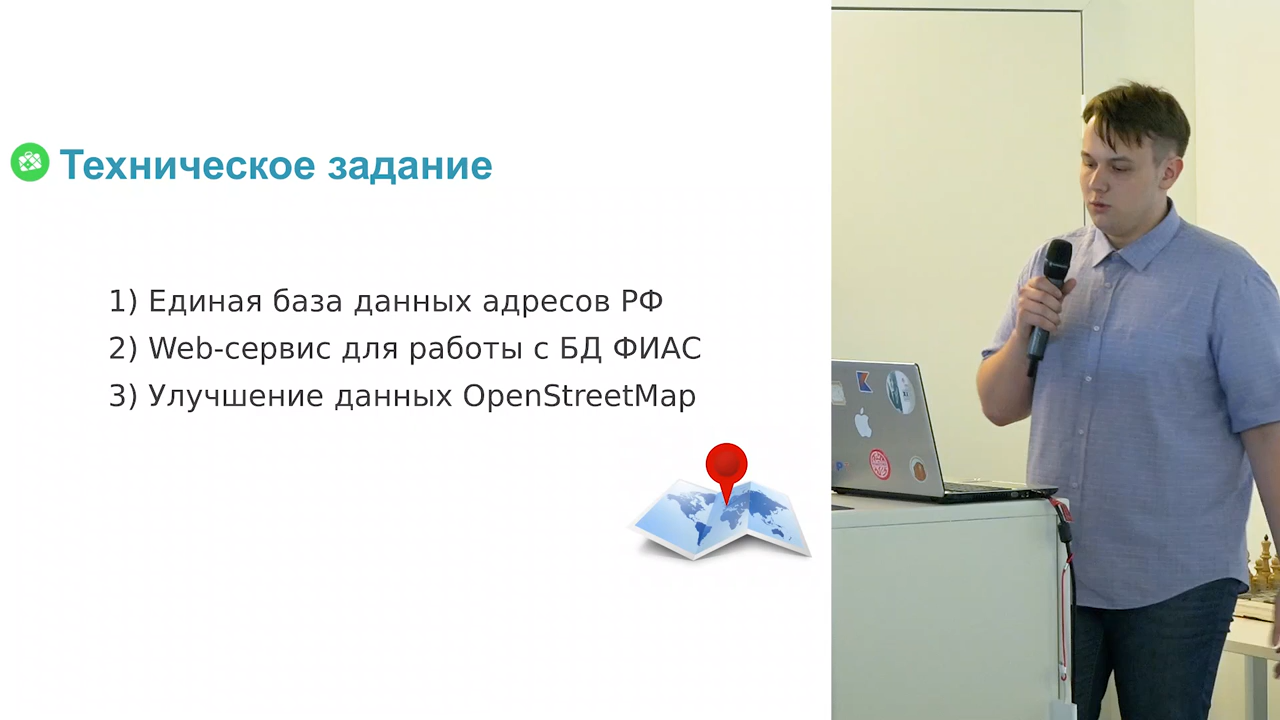 Техническое задание
1) Единая база данных адресов РФ
2) Web-сервис для работы с БД ФИАС
3) Улучшение данных OpenStreetMap